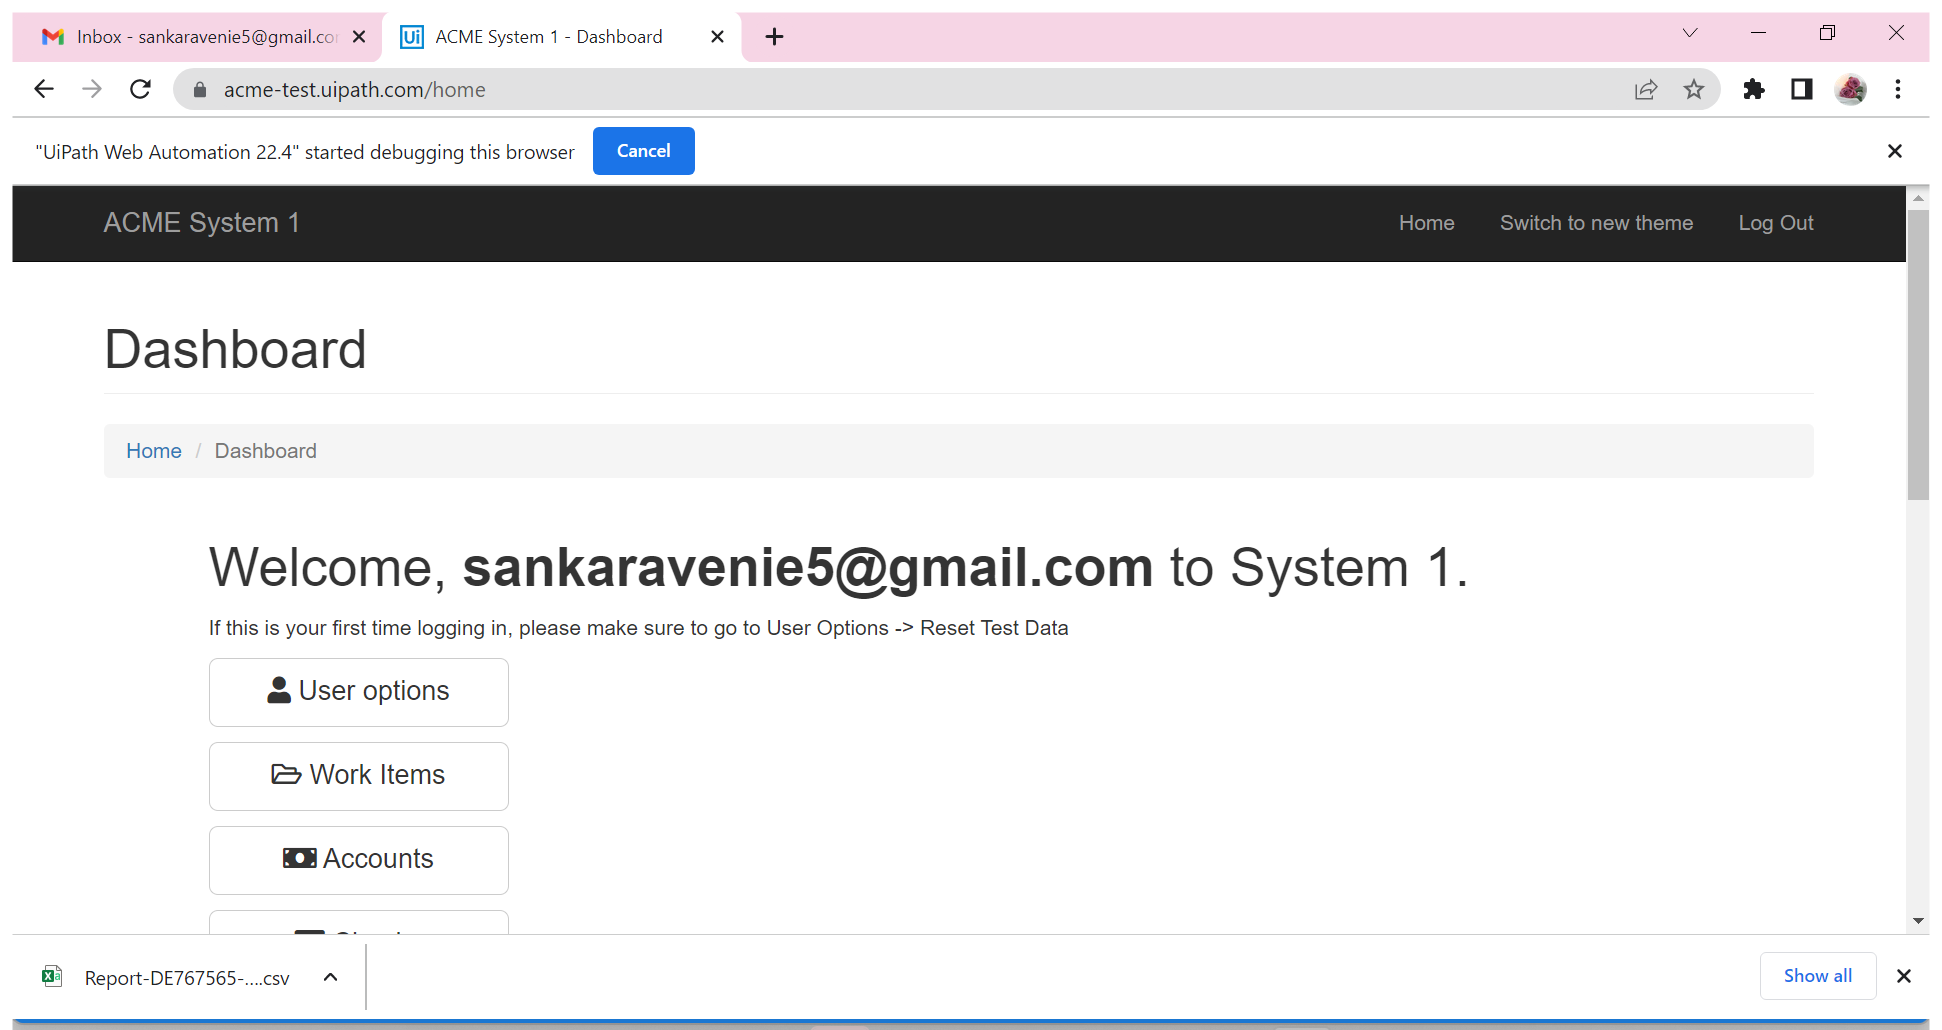 Inbox - sankaravenie5@gmail.co
Ui ACME System 1 - Dashboard
acme-test.uipath.com/home
"UiPath Web Automation 22.4" started debugging this browser Cancel
ACME System 1 Home Switch to new theme Log Out
Dashboard
Home / Dashboard
Welcome, sankaravenie5@gmail.com to System 1.
If this is your first time logging in, please make sure to go to User Options -> Reset Test Data
User options
Work Items
Accounts
Report-DE767565-....csv Show all